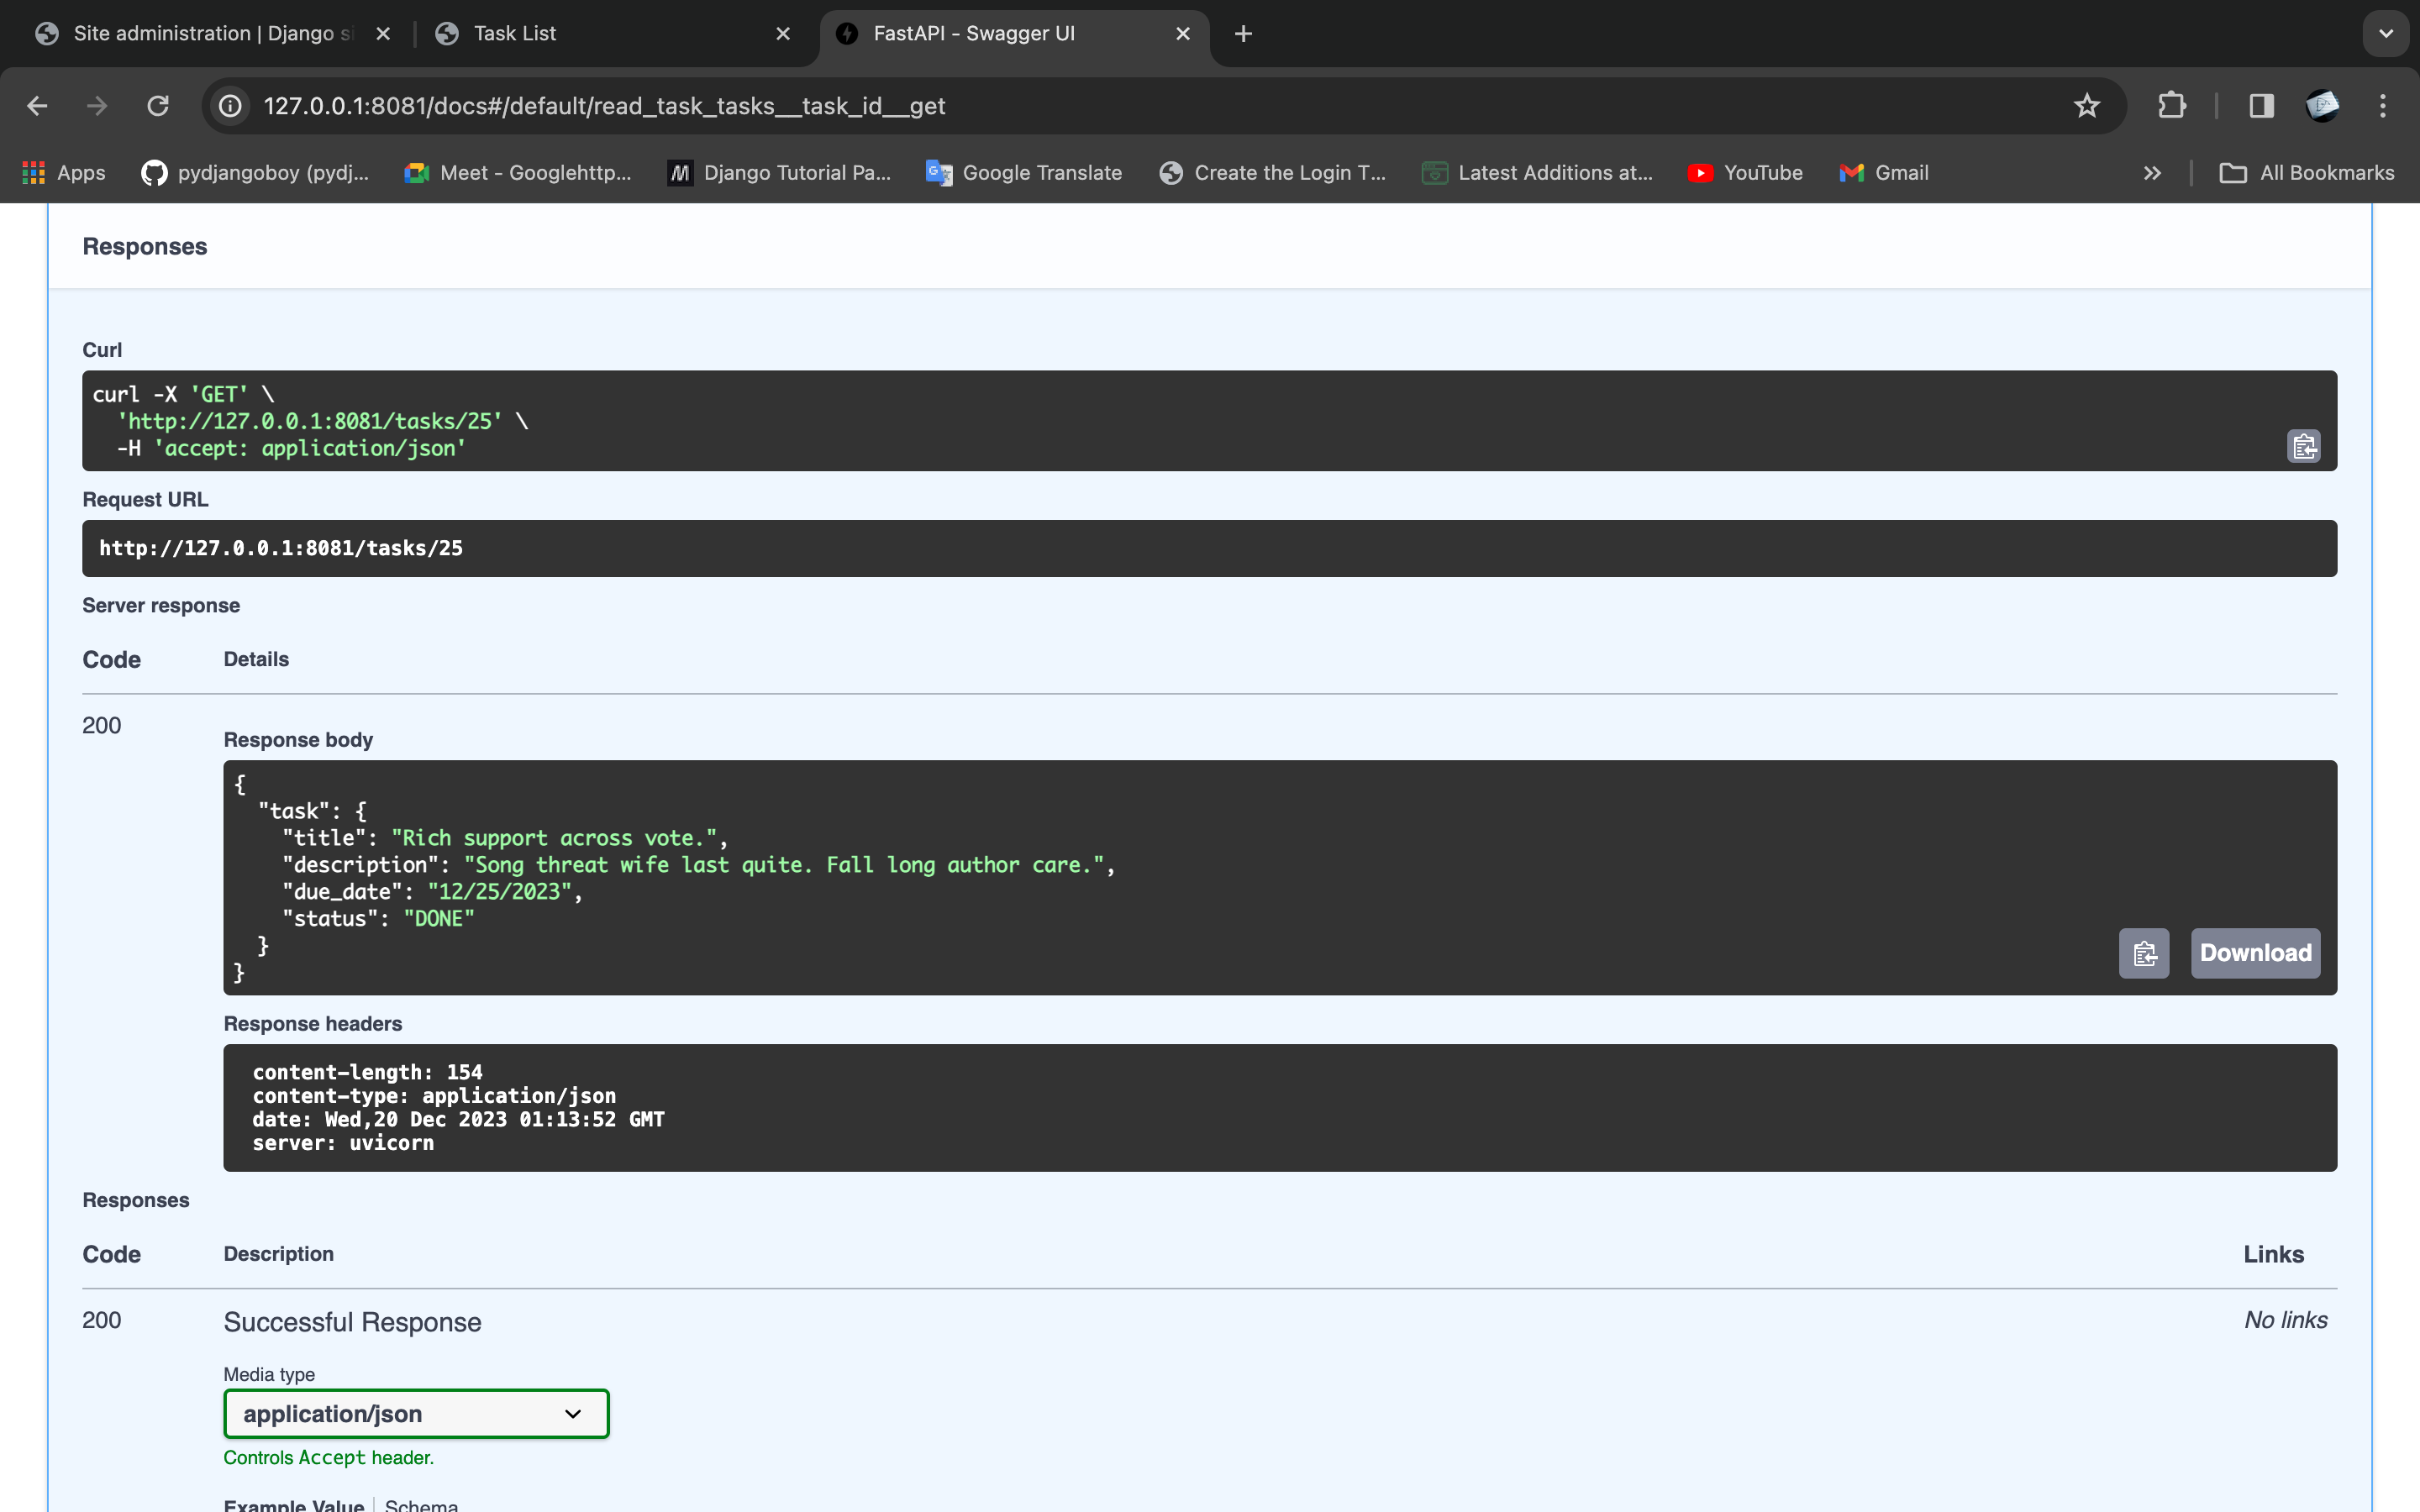 Site administration | Django si
Task List
FastAPI - Swagger UI
127.0.0.1:8081/docs#/default/read_task_tasks__task_id__get
Apps
pydjangoboy (pydj...
Meet - Googlehttp...
Django Tutorial Pa...
Google Translate
Create the Login T...
Latest Additions at...
YouTube
Gmail
All Bookmarks
Responses
Curl
curl -X 'GET' \
'http://127.0.0.1:8081/tasks/25' \
-H 'accept: application/json'
Request URL
http://127.0.0.1:8081/tasks/25
Server response
Code Details
200
Response body
{
"task": {
"title": "Rich support across vote.",
"description": "Song threat wife last quite. Fall long author care.",
"due_date": "12/25/2023",
"status": "DONE"
}
}
Download
Response headers
content-length: 154
content-type: application/json
date: Wed,20 Dec 2023 01:13:52 GMT
server: uvicorn
Responses
Code Description Links
200 Successful Response No links
Media type
application/json
Controls Accept header.
Example Value | Schema